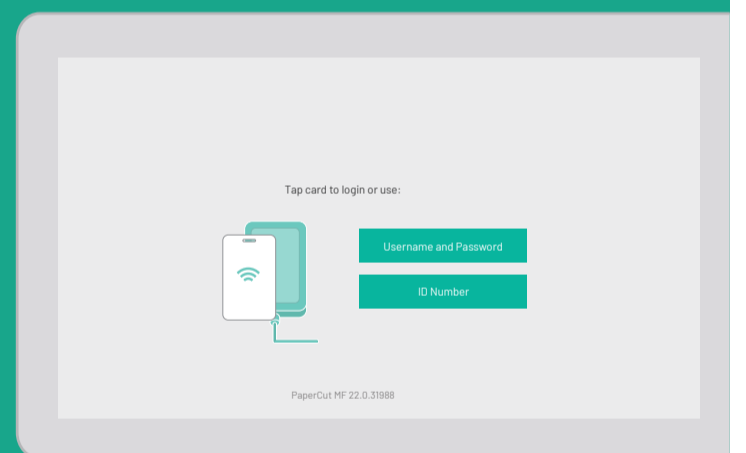 Tap card to login or use:
Username and Password
ID Number
PaperCut MF 22.0.31988